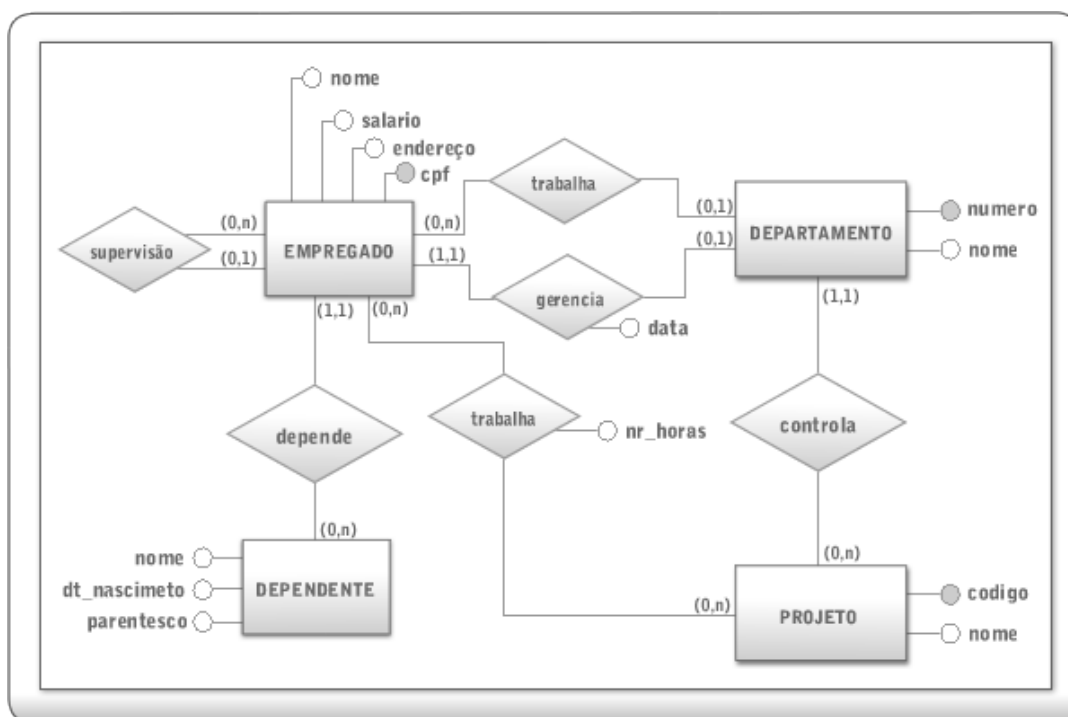 nome
salario
endereço
cpf
trabalha
numero
(0,n)
(0,n)
(0,1)
supervisão
EMPREGADO
DEPARTAMENTO
(0,1)
(1,1)
(0,1)
nome
gerencia
(1,1)
(0,n)
(1,1)
data
trabalha
nr_horas
controla
depende
(0,n)
(0,n)
nome
dt_nascimeto
DEPENDENTE
parentesco
(0,n)
codigo
PROJETO
nome